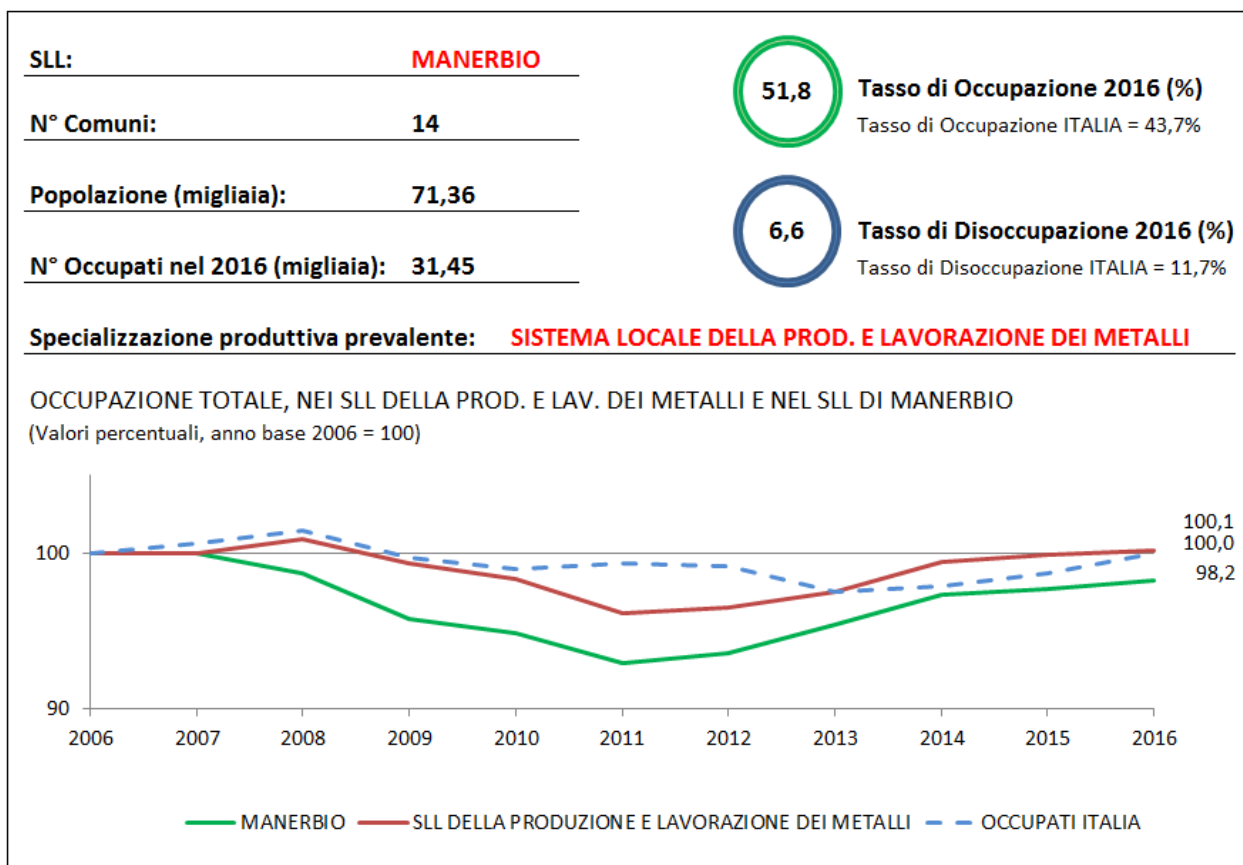 SLL: MANERBIO
51,8 Tasso di Occupazione 2016 (%)
Tasso di Occupazione ITALIA = 43,7%
N° Comuni: 14
Popolazione (migliaia): 71,36
6,6 Tasso di Disoccupazione 2016 (%)
Tasso di Disoccupazione ITALIA = 11,7%
N° Occupati nel 2016 (migliaia): 31,45
Specializzazione produttiva prevalente: SISTEMA LOCALE DELLA PROD. E LAVORAZIONE DEI METALLI
OCCUPAZIONE TOTALE, NEI SLL DELLA PROD. E LAV. DEI METALLI E NEL SLL DI MANERBIO
(Valori percentuali, anno base 2006 = 100)
100,1
100 100,0
98,2
90
2006 2007 2008 2009 2010 2011 2012 2013 2014 2015 2016
MANERBIO SLL DELLA PRODUZIONE E LAVORAZIONE DEI METALLI OCCUPATI ITALIA